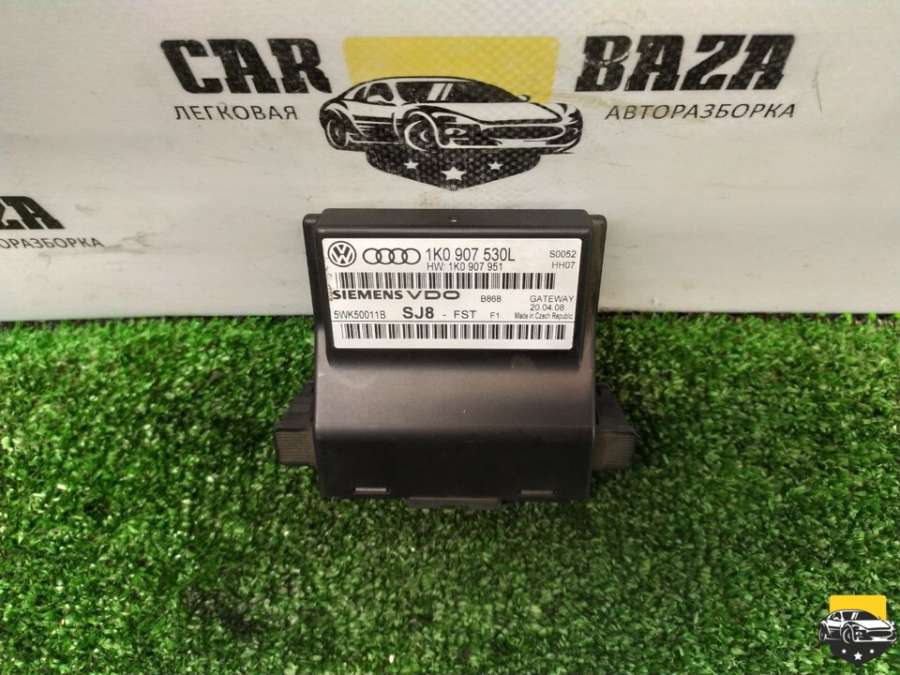 CAR BAZA
ЛЕГКОВАЯ АВТОРАЗБОРКА
ZA
ОРАЗБОРКА
1K0 907 530L S0052
HW: 1K0 907 951 HH07
SIEMENS VDO B868 GATEWAY
20.04.08
5WK50011B SJ8 - FST F1 Made in Czech Republic